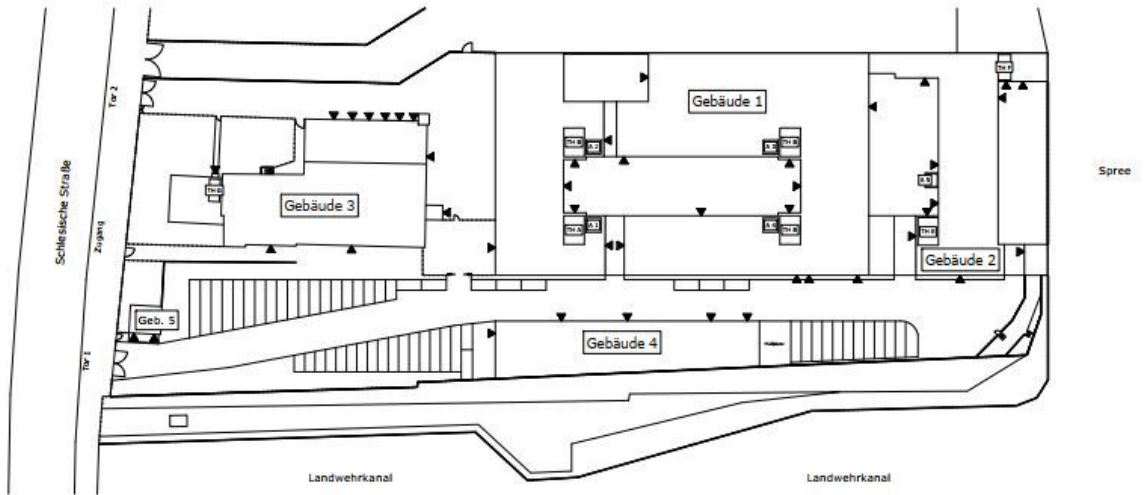 TH F
Tor 2
Gebäude 1
TH B
A 2
A 3
TH B
Schlesische Straße
Spree
TH G
A 5
Gebäude 3
Zugang
TH A
A 1
A 4
TH E
Gebäude 2
Geb. 5
Gebäude 4
Tor 1
Landwehrkanal
Landwehrkanal